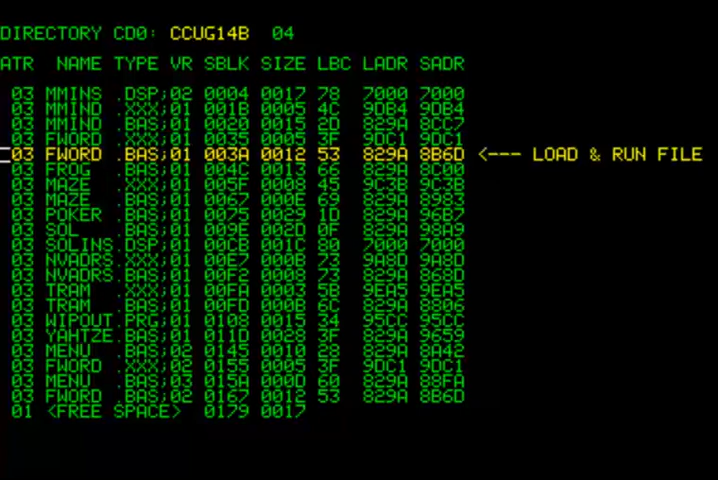 DIRECTORY CD0: CCUG14B 04
ATR NAME TYPE VR SBLK SIZE LBC LADR SADR
03 MMINS .DSP;02 0004 0017 78 7000 7000
03 MMIND .XXX;01 001B 0005 4C 9DB4 9DB4
03 MMIND .BAS;01 0020 0015 2D 829A 8CC7
03 FWORD .XXX;01 0035 0005 3F 9DC1 9DC1
03 FWORD .BAS;01 003A 0012 53 829A 8B6D <--- LOAD & RUN FILE
03 FROG .BAS;01 004C 0013 66 829A 8C00
03 MAZE .XXX;01 005F 0008 45 9C3B 9C3B
03 MAZE .BAS;01 0067 000E 69 829A 8983
03 POKER .BAS;01 0075 0029 1D 829A 96B7
03 SOL .BAS;01 009E 002D 0F 829A 98A9
03 SOLINS.DSP;01 00CB 001C 80 7000 7000
03 NVADRS.XXX;01 00E7 000B 73 9A8D 9A8D
03 NVADRS.BAS;01 00F2 0008 73 829A 868D
03 TRAM .XXX;01 00FA 0003 5B 9EA5 9EA5
03 TRAM .BAS;01 00FD 000B 6C 829A 8806
03 WIPOUT.PRG;01 0108 0015 34 95CC 95CC
03 YAHTZE.BAS;01 011D 0028 3F 829A 9659
03 MENU .BAS;02 0145 0010 28 829A 8A42
03 FWORD .XXX;02 0155 0005 3F 9DC1 9DC1
03 MENU .BAS;03 015A 000D 60 829A 88FA
03 FWORD .BAS;02 0167 0012 53 829A 8B6D
01 <FREE SPACE> 0179 0017